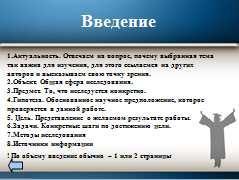 Введение
1.Актуальность. Отвечаем на вопрос, почему выбранная тема
так важна для изучения, для этого ссылаемся на других
авторов и высказываем свою точку зрения.
2.Объект. Общая сфера исследования.
3.Предмет. То, что исследуется конкретно.
4.Гипотеза. Обоснованное научное предположение, которое
проверяется в данной работе.
5. Цель. Представление о желаемом результате работы.
6.Задачи. Конкретные шаги по достижению цели.
7.Методы исследования
8.Источники информации
! По объему введение обычно – 1 или 2 страницы